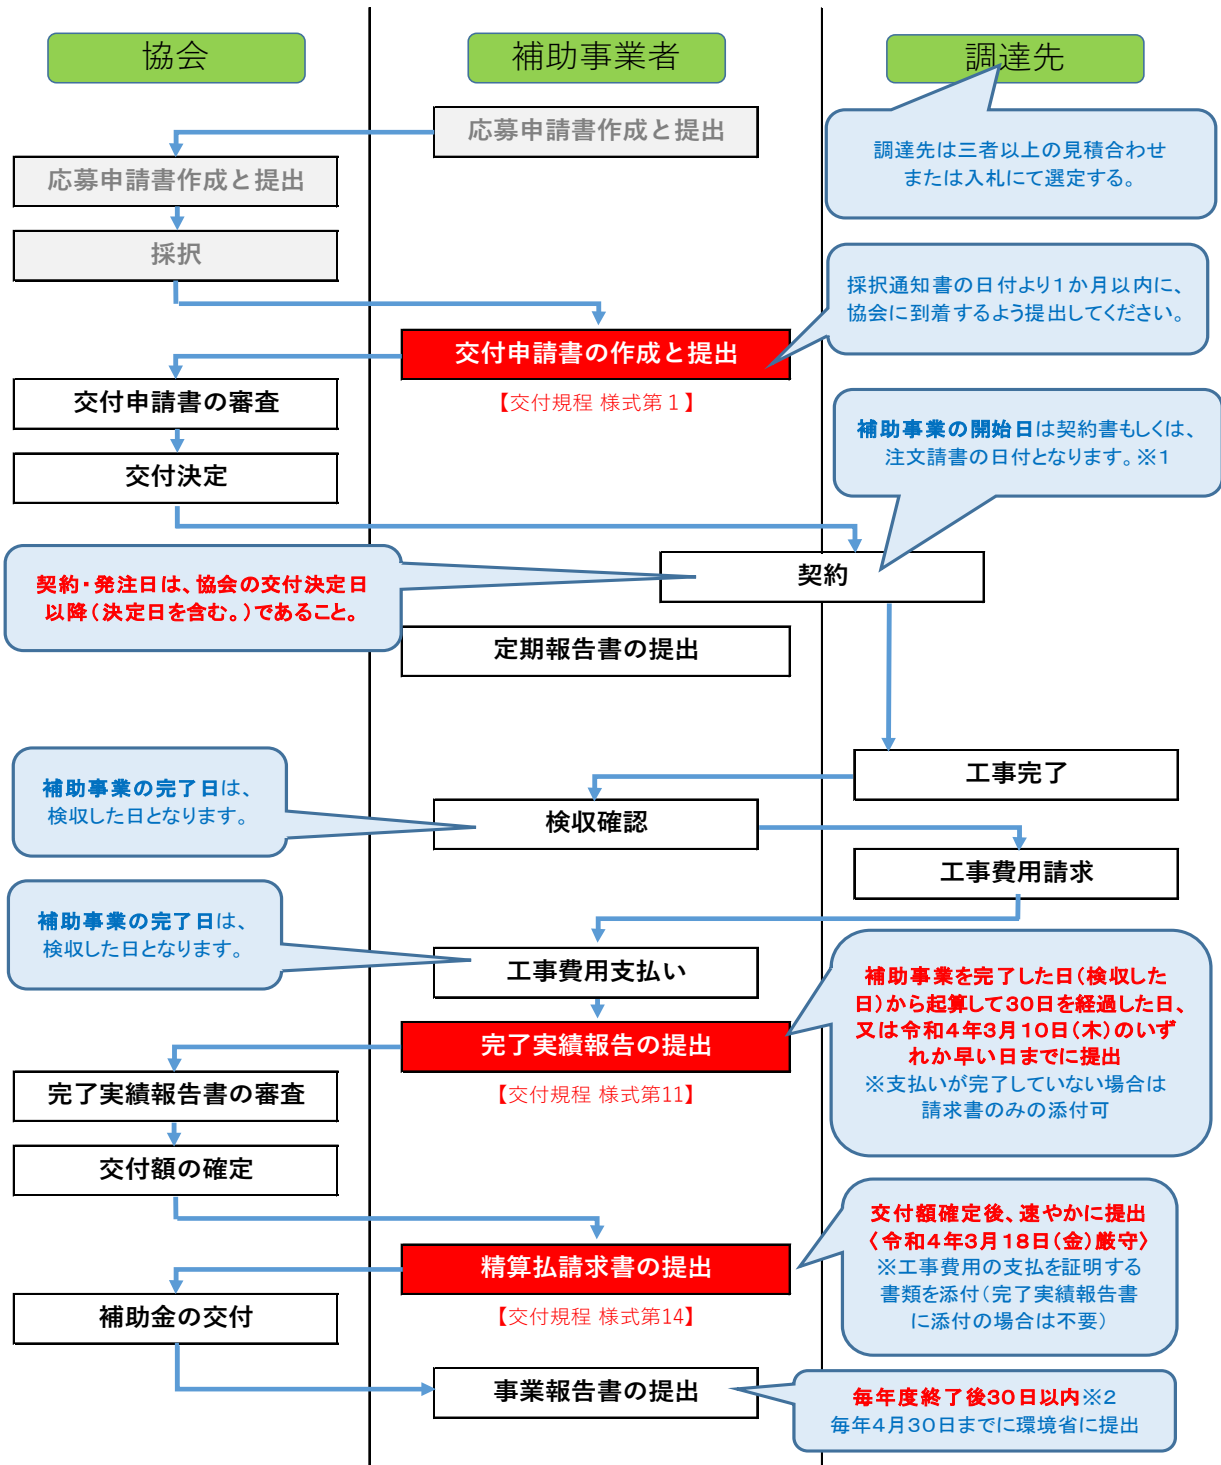 協会
補助事業者
調達先
応募申請書作成と提出
調達先は三者以上の見積合わせ
または入札にて選定する。
応募申請書作成と提出
採択
採択通知書の日付より1か月以内に、
協会に到着するよう提出してください。
交付申請書の作成と提出
【交付規程 様式第1】
交付申請書の審査
補助事業の開始日は契約書もしくは、
注文請書の日付となります。※1
交付決定
契約・発注日は、協会の交付決定日
以降（決定日を含む。）であること。
契約
定期報告書の提出
工事完了
補助事業の完了日は、
検収した日となります。
検収確認
工事費用請求
補助事業の完了日は、
検収した日となります。
工事費用支払い
補助事業を完了した日（検収した
日）から起算して30日を経過した日、
又は令和4年3月10日（木）のいず
れか早い日までに提出
※支払いが完了していない場合は
請求書のみの添付可
完了実績報告の提出
【交付規程 様式第11】
完了実績報告書の審査
交付額の確定
交付額確定後、速やかに提出
〈令和4年3月18日（金）厳守〉
※工事費用の支払を証明する
書類を添付（完了実績報告書
に添付の場合は不要）
精算払請求書の提出
【交付規程 様式第14】
補助金の交付
事業報告書の提出
毎年度終了後30日以内※2
毎年4月30日までに環境省に提出